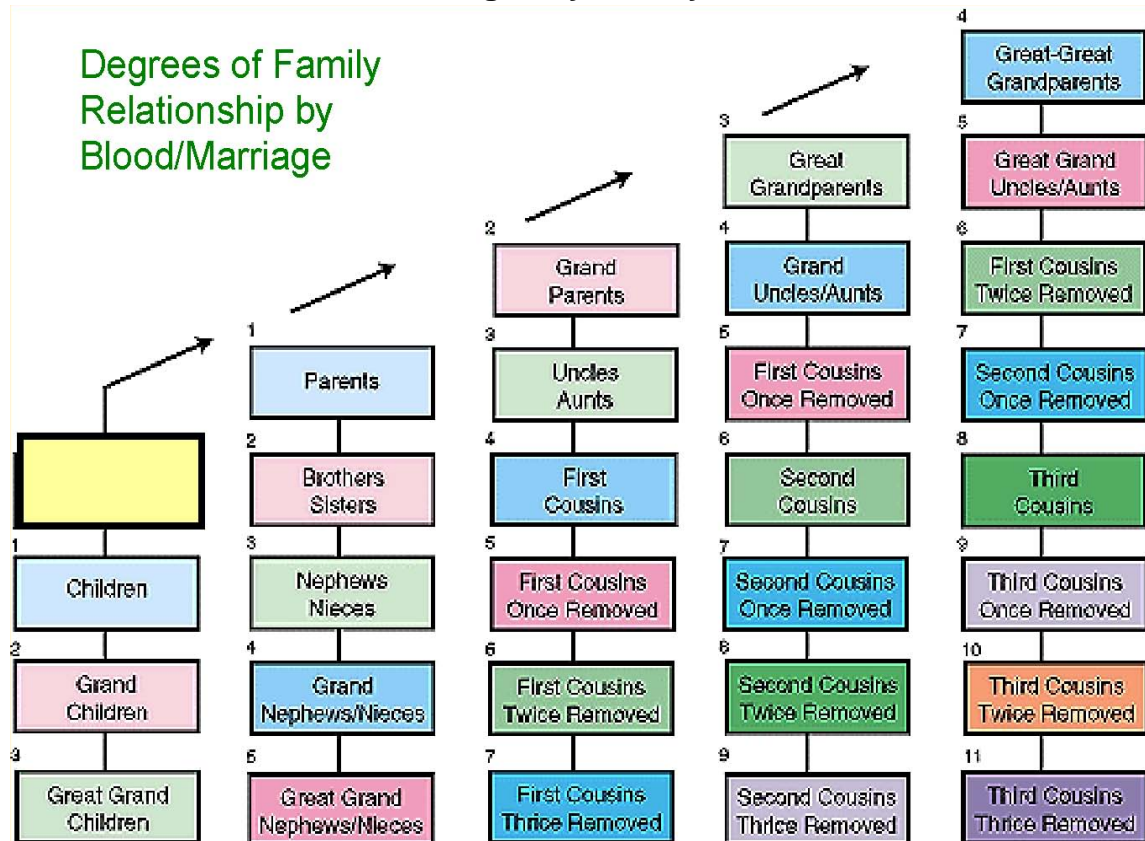 Degrees of Family
Relationship by
Blood/Marriage
1
Children
2
Grand
Children
3
Great Grand
Children
1
Parents
2
Brothers
Sisters
3
Nephews
Nieces
4
Grand
Nephews/Nieces
5
Great Grand
Nephews/Nieces
2
Grand
Parents
3
Uncles
Aunts
4
First
Cousins
5
First Cousins
Once Removed
6
First Cousins
Twice Removed
7
First Cousins
Thrice Removed
3
Great
Grandparents
4
Grand
Uncles/Aunts
5
First Cousins
Once Removed
6
Second
Cousins
7
Second Cousins
Once Removed
8
Second Cousins
Twice Removed
9
Second Cousins
Thrice Removed
4
Great-Great
Grandparents
5
Great Grand
Uncles/Aunts
6
First Cousins
Twice Removed
7
Second Cousins
Once Removed
8
Third
Cousins
9
Third Cousins
Once Removed
10
Third Cousins
Twice Removed
11
Third Cousins
Thrice Removed